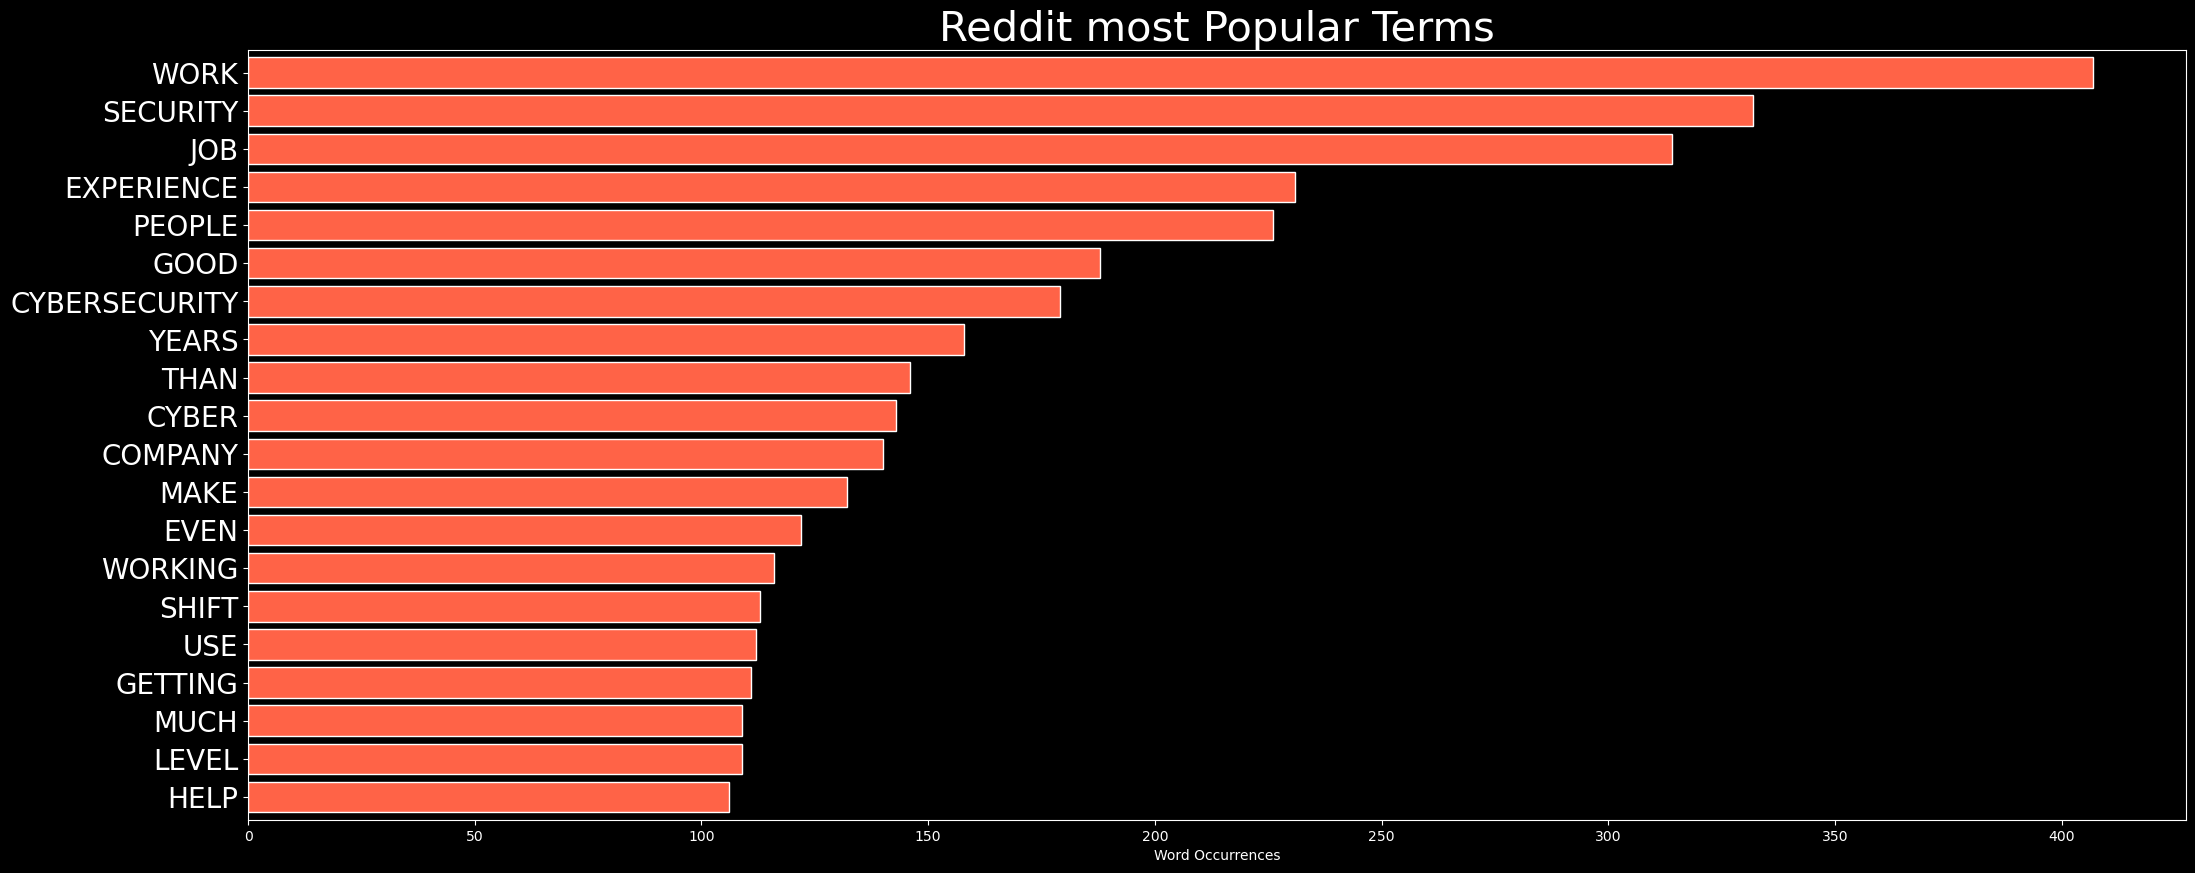 Reddit most Popular Terms
WORK
SECURITY
JOB
EXPERIENCE
PEOPLE
GOOD
CYBERSECURITY
YEARS
THAN
CYBER
COMPANY
MAKE
EVEN
WORKING
SHIFT
USE
GETTING
MUCH
LEVEL
HELP
0 50 100 150 200 250 300 350 400
Word Occurrences